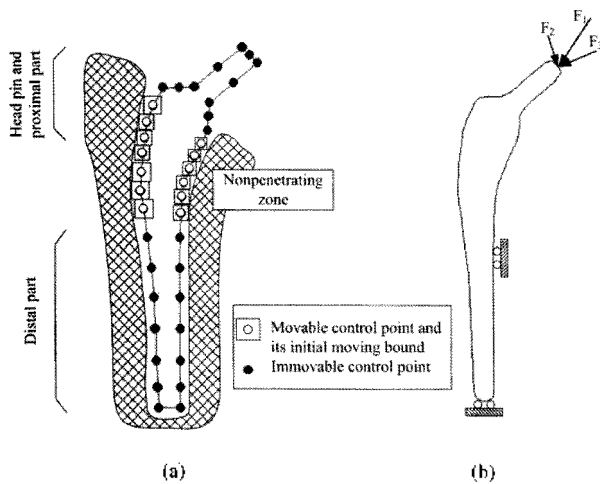 Head pin and
proximal part
Distal part
Nonpenetrating
zone
Movable control point and
its initial moving bound
Immovable control point
(a)
F1
F2
(b)